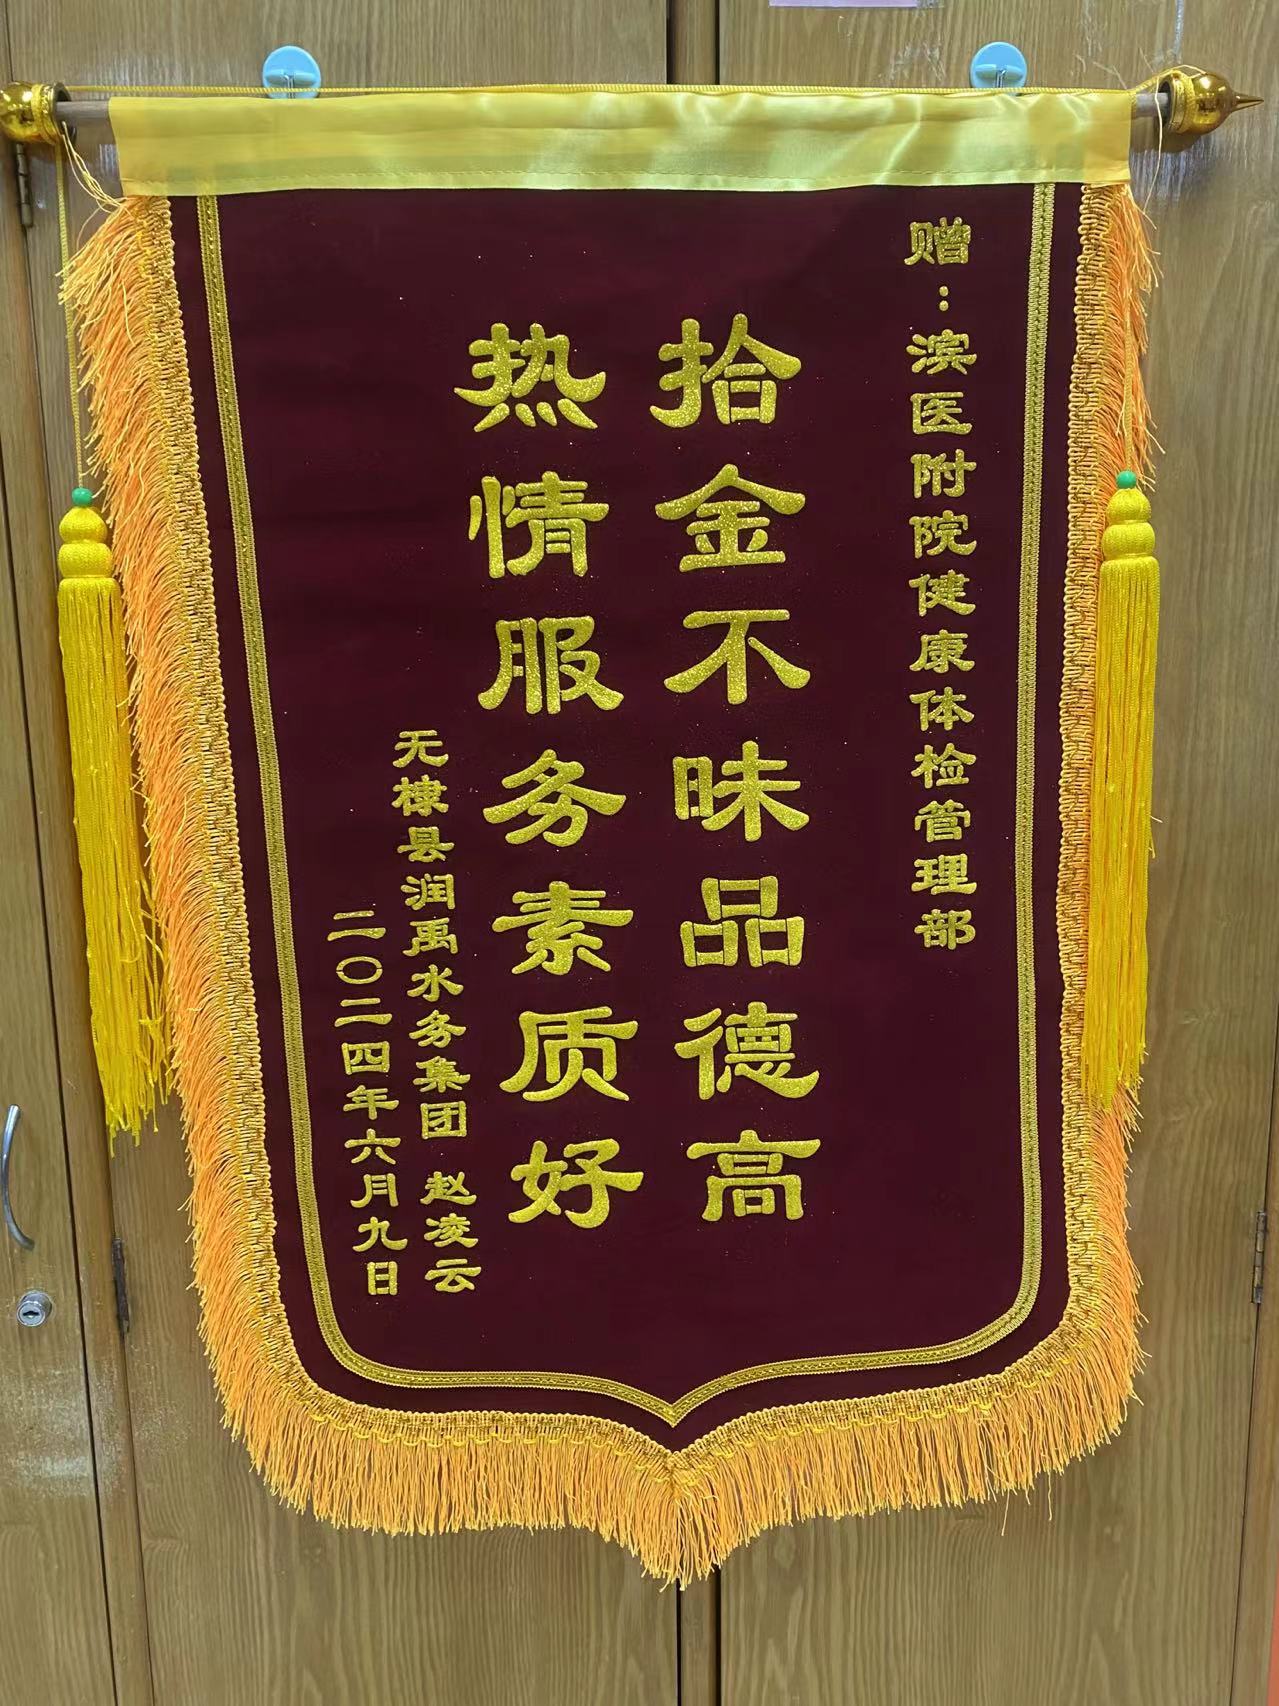 赠：滨医附院健康体检管理部
拾金不昧品德高
热情服务素质好
无棣县润禹水务集团 赵凌云
二〇二四年六月九日